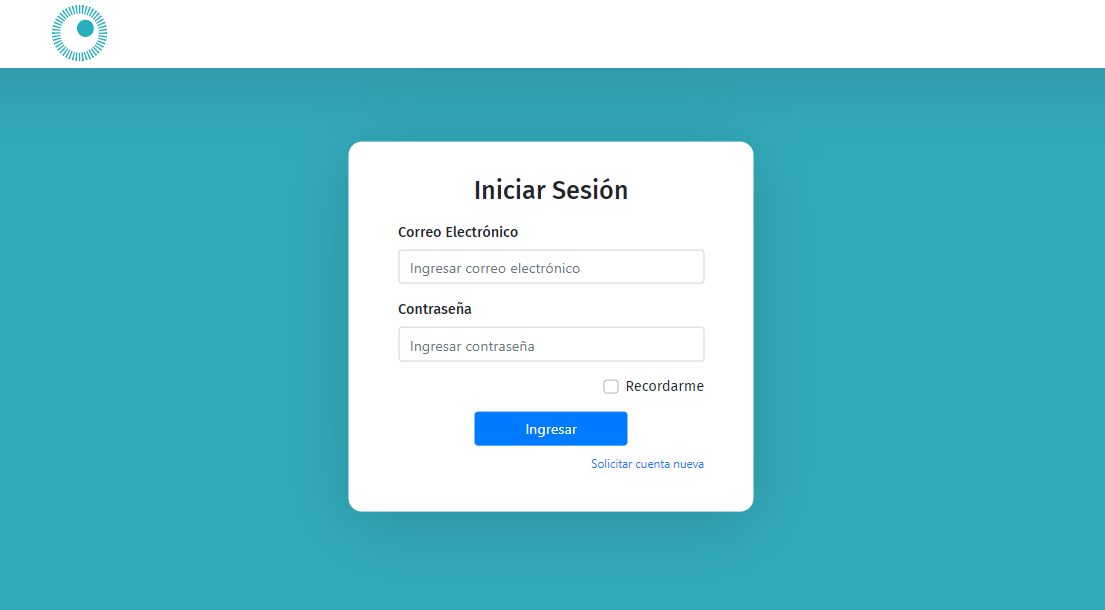 Iniciar Sesión
Correo Electrónico
Ingresar correo electrónico
Contraseña
Ingresar contraseña
Recordarme
Ingresar
Solicitar cuenta nueva